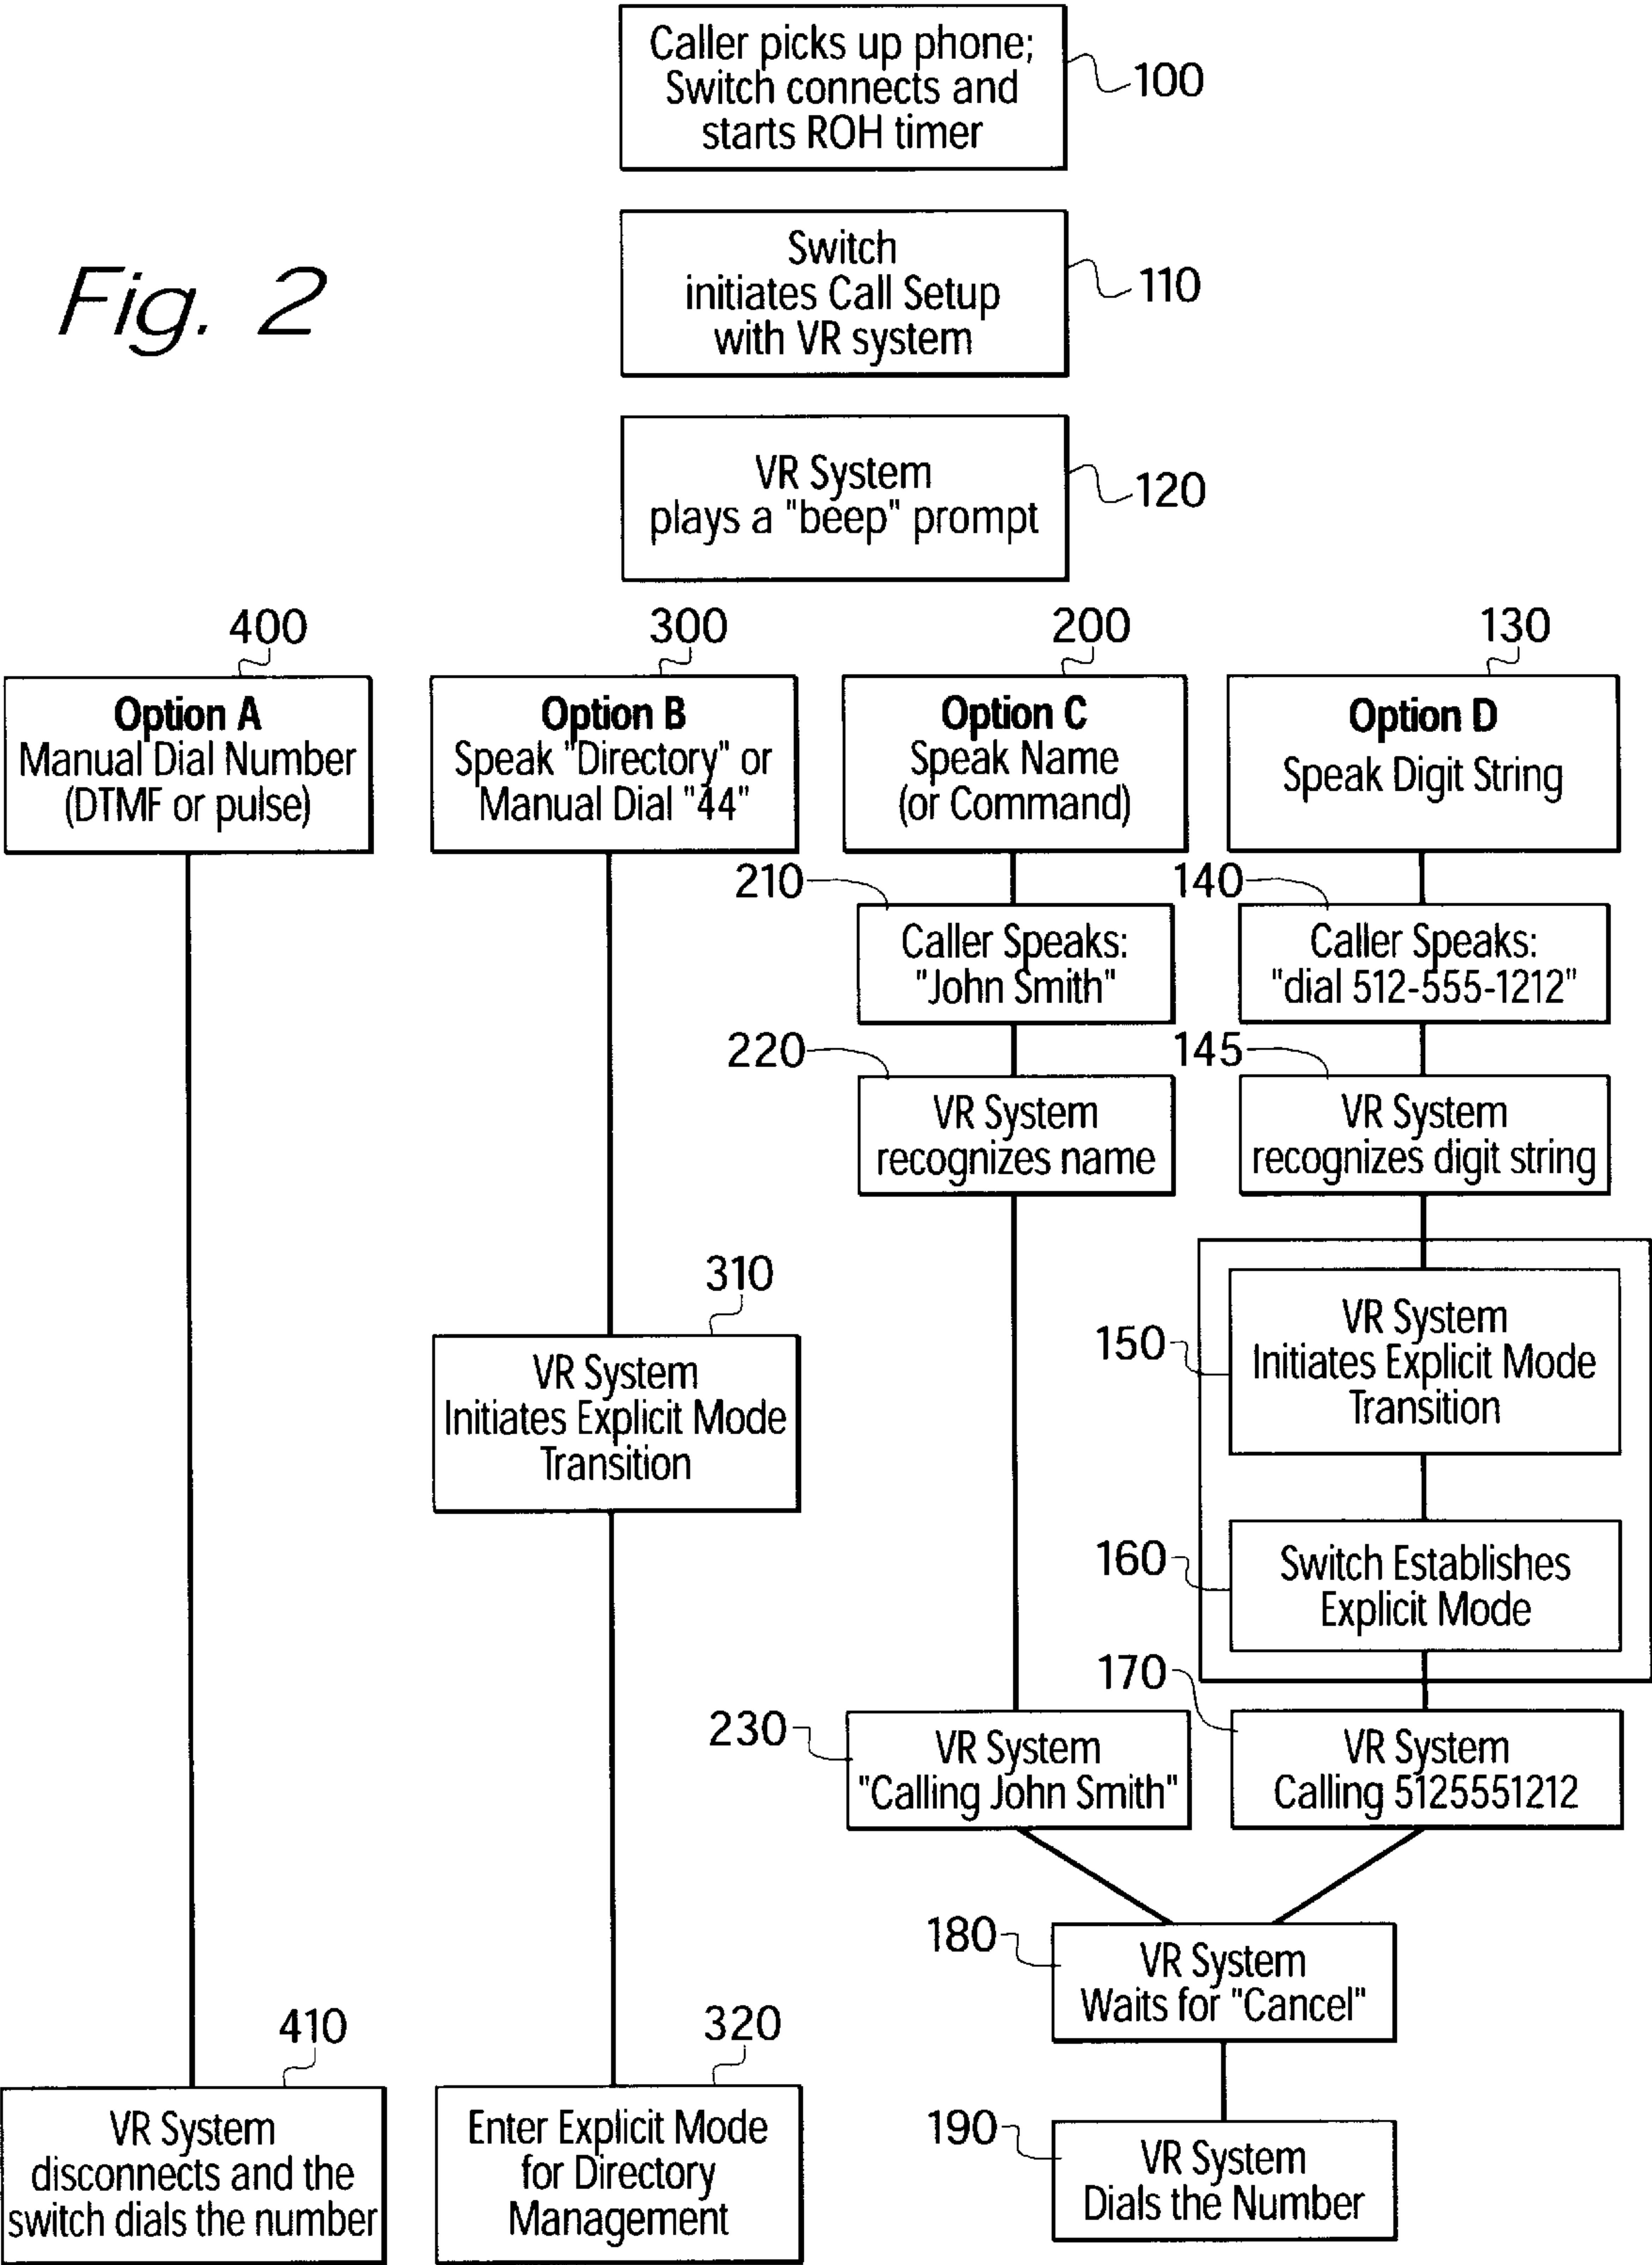 Caller picks up phone;
Switch connects and
starts ROH timer
100
Fig. 2
Switch
initiates Call Setup
with VR system
110
VR System
plays a "beep" prompt
120
400
Option A
Manual Dial Number
(DTMF or pulse)
300
Option B
Speak "Directory" or
Manual Dial "44"
200
Option C
Speak Name
(or Command)
130
Option D
Speak Digit String
210
Caller Speaks:
"John Smith"
140
Caller Speaks:
"dial 512-555-1212"
220
VR System
recognizes name
145
VR System
recognizes digit string
310
VR System
Initiates Explicit Mode
Transition
150
VR System
Initiates Explicit Mode
Transition
160
Switch Establishes
Explicit Mode
230
VR System
"Calling John Smith"
170
VR System
Calling 5125551212
180
VR System
Waits for "Cancel"
410
VR System
disconnects and the
switch dials the number
320
Enter Explicit Mode
for Directory
Management
190
VR System
Dials the Number